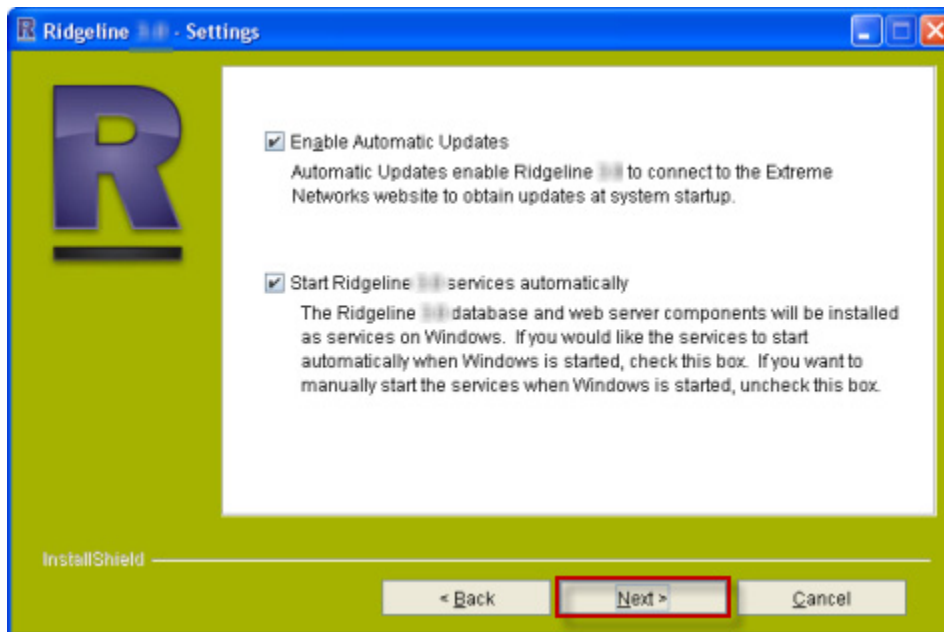 R Ridgeline - Settings
R
Enable Automatic Updates
Automatic Updates enable Ridgeline to connect to the Extreme
Networks website to obtain updates at system startup.
Start Ridgeline services automatically
The Ridgeline database and web server components will be installed
as services on Windows. If you would like the services to start
automatically when Windows is started, check this box. If you want to
manually start the services when Windows is started, uncheck this box.
InstallShield
< Back
Next >
Cancel